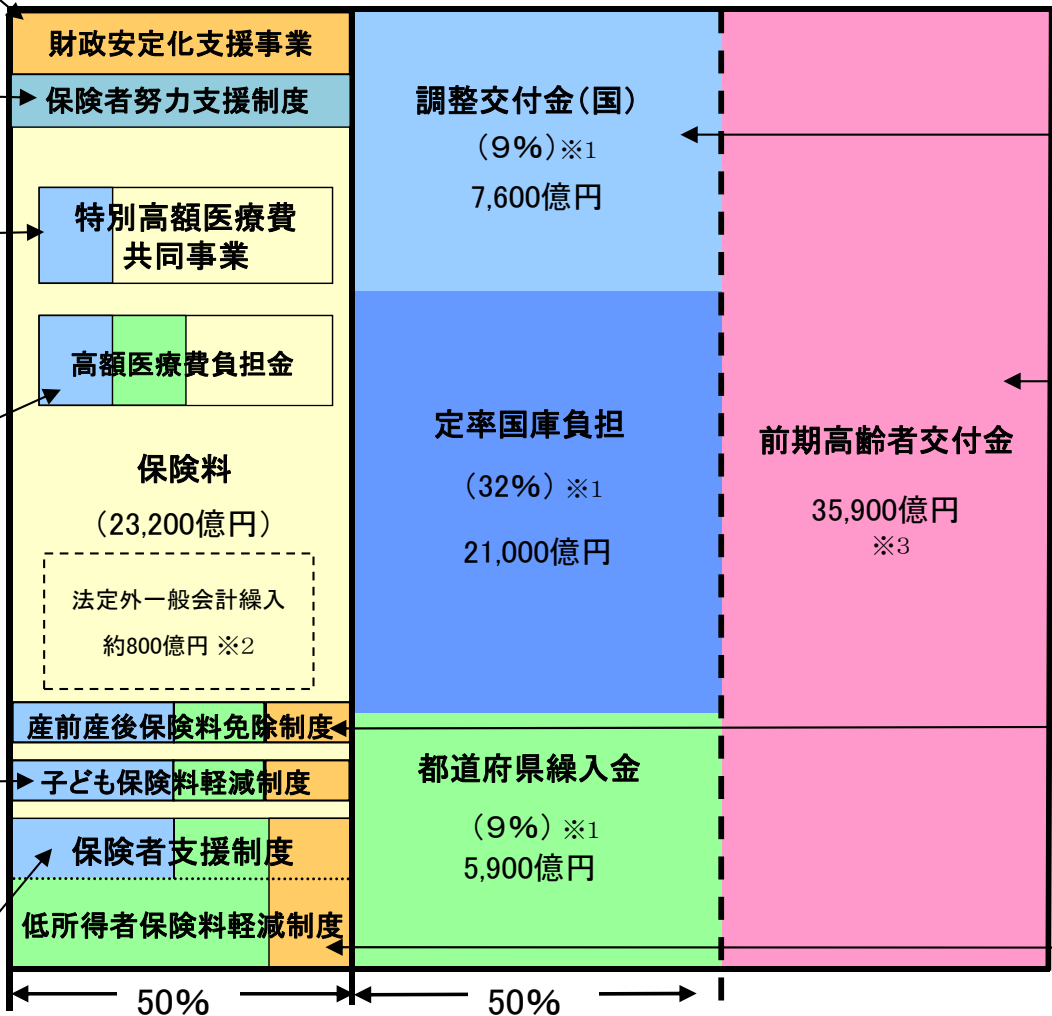 財政安定化支援事業
保険者努力支援制度
特別高額医療費
共同事業
高額医療費負担金
保険料
（23,200億円）
法定外一般会計繰入
約800億円 ※2
産前産後保険料免除制度
子ども保険料軽減制度
保険者支援制度
低所得者保険料軽減制度
50%
調整交付金（国）
（9%）※1
7,600億円
定率国庫負担
（32%）※1
21,000億円
都道府県繰入金
（9%）※1
5,900億円
50%
前期高齢者交付金
35,900億円
※3